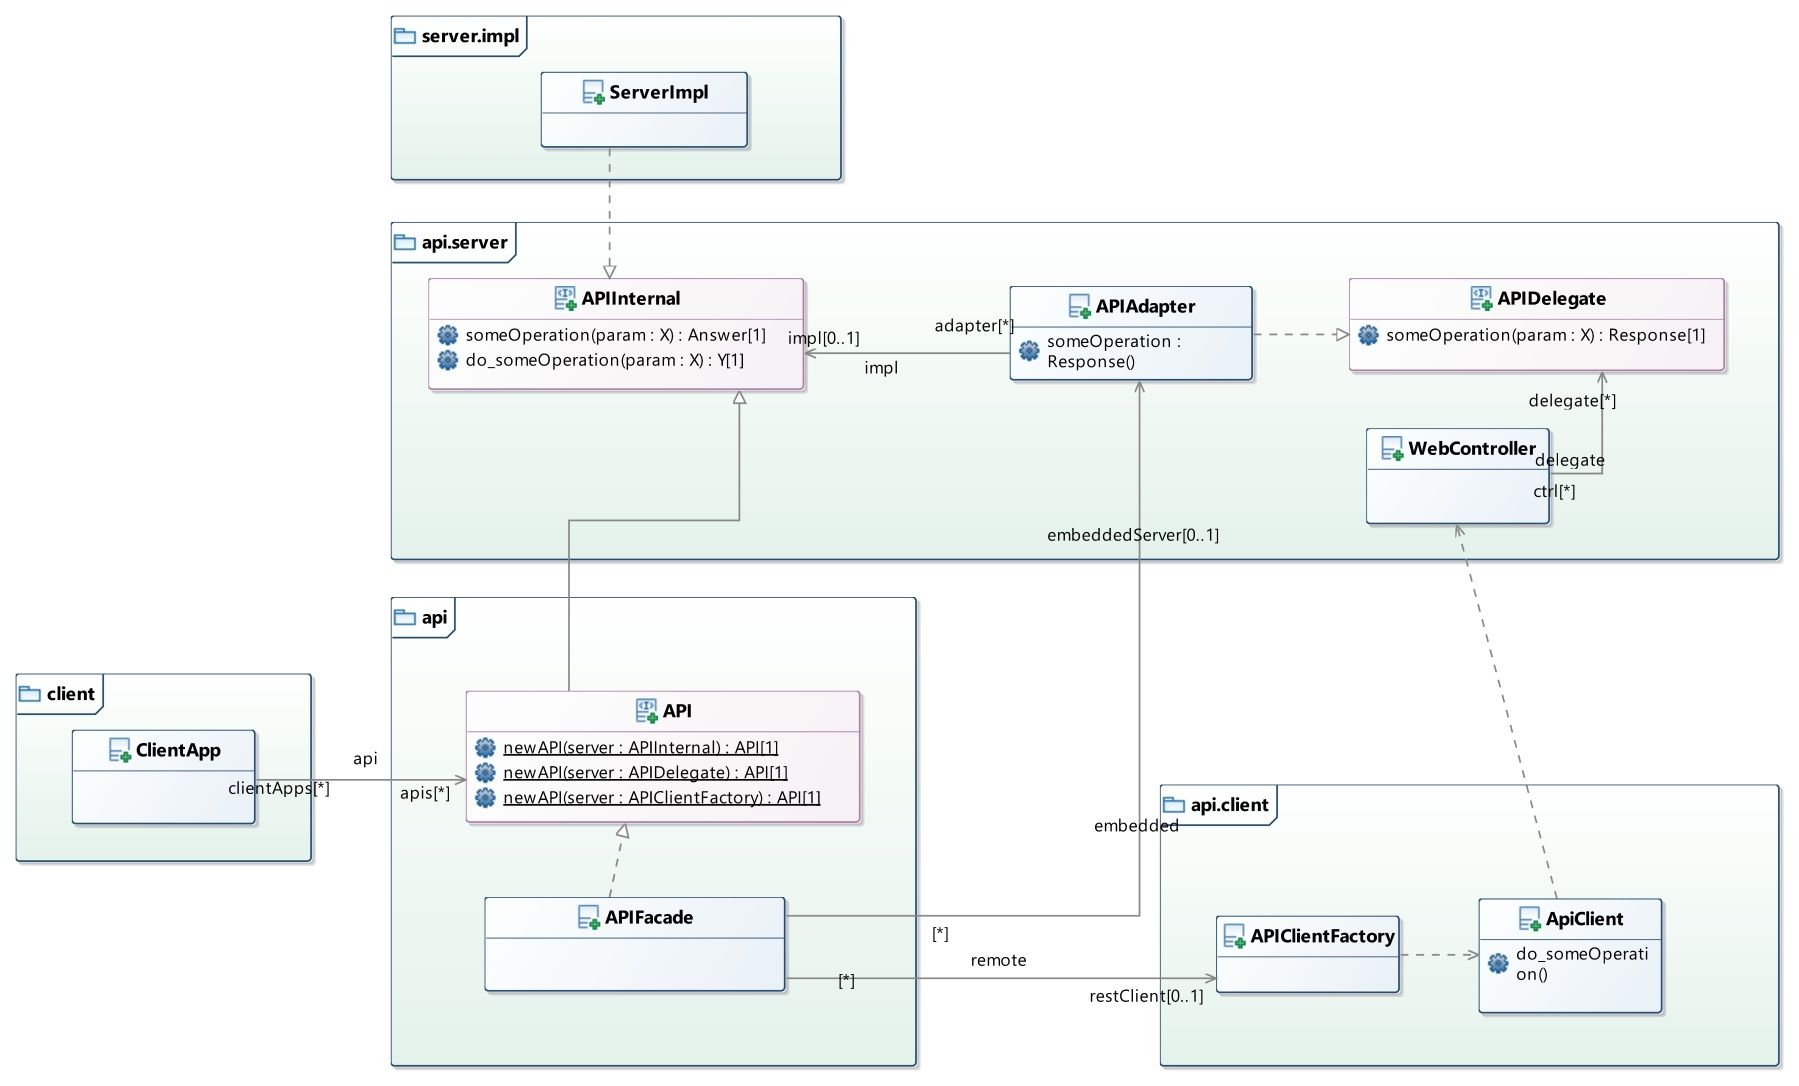 server.impl
ServerImpl
api.server
APIInternal
someOperation(param : X) : Answer[1]
do_someOperation(param : X) : Y[1]
impl[0..1]
impl
adapter[*]
APIAdapter
someOperation :
Response()
APIDelegate
someOperation(param : X) : Response[1]
delegate[*]
WebController
delegate
ctrl[*]
embeddedServer[0..1]
api
client
ClientApp
api
clientApps[*]
apis[*]
API
newAPI(server : APIInternal) : API[1]
newAPI(server : APIDelegate) : API[1]
newAPI(server : APIClientFactory) : API[1]
embedded
api.client
APIFacade
[*]
remote
[*]
restClient[0..1]
APIClientFactory
ApiClient
do_someOperati
on()